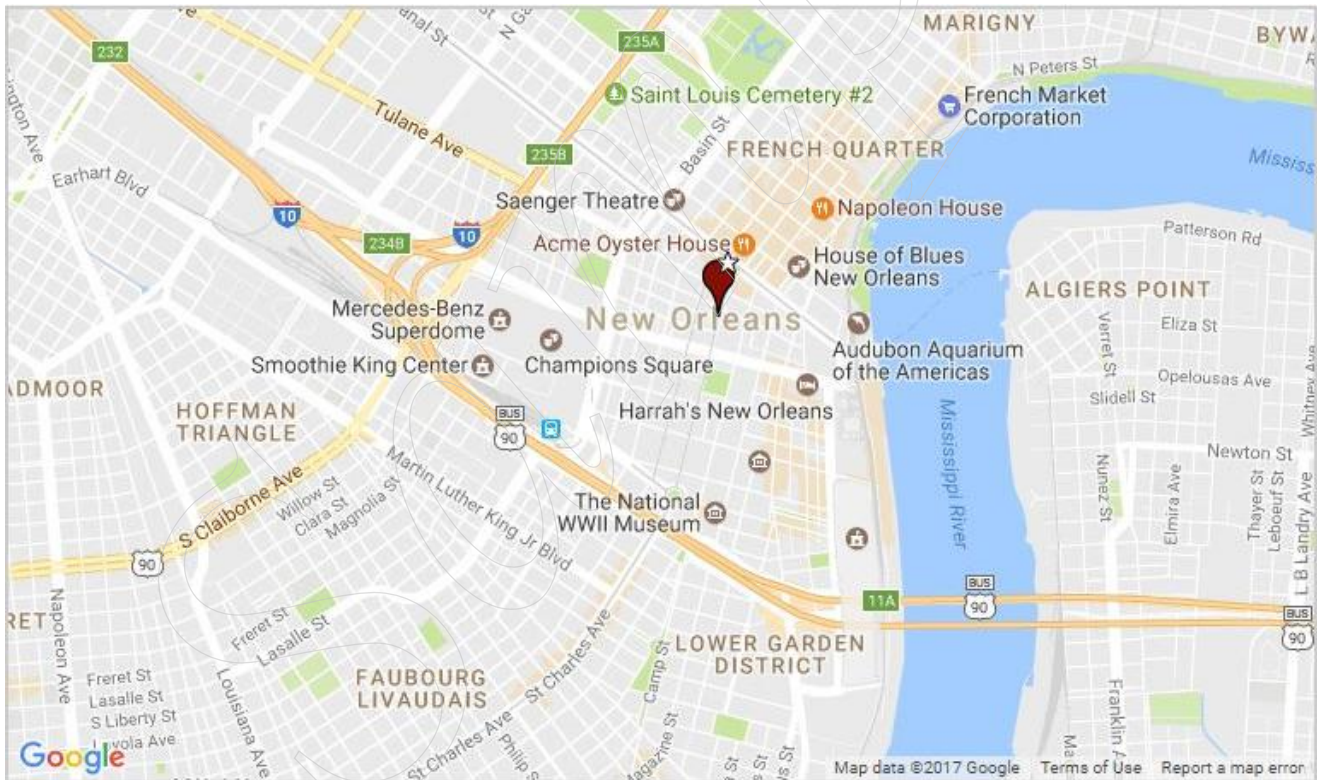 MARIGNY
BYWA
N Peters St
232
235A
Saint Louis Cemetery #2
French Market
Corporation
Tulane Ave
Basin St
FRENCH QUARTER
235B
Earhart Blvd
Saenger Theatre
Napoleon House
10
10
234B
Acme Oyster House
House of Blues
New Orleans
Patterson Rd
ALGIERS POINT
Mercedes-Benz
Superdome
New Orleans
Verret St
Eliza St
Smoothie King Center
Champions Square
Audubon Aquarium
of the Americas
Opelousas Ave
Slidell St
Whitney Ave
ADMOOR
HOFFMAN
TRIANGLE
Harrah's New Orleans
BUS
90
Mississippi River
Newton St
Martin Luther King Jr Blvd
Nunez St
Elmira Ave
Thayer St
Leboeuf St
L B Landry Ave
Willow St
Clara St
Magnolia St
S Claiborne Ave
The National
WWII Museum
90
BUS
90
11A
BUS
90
RET
Napoleon Ave
Freret St
Lasalle St
LOWER GARDEN
DISTRICT
Freret St
Lasalle St
S Liberty St
Louisiana Ave
FAUBOURG
LIVAUDAIS
St Charles Ave
Camp St
St Charles Ave
Philip St
Magazine St
Google
Map data ©2017 Google
Terms of Use
Report a map error